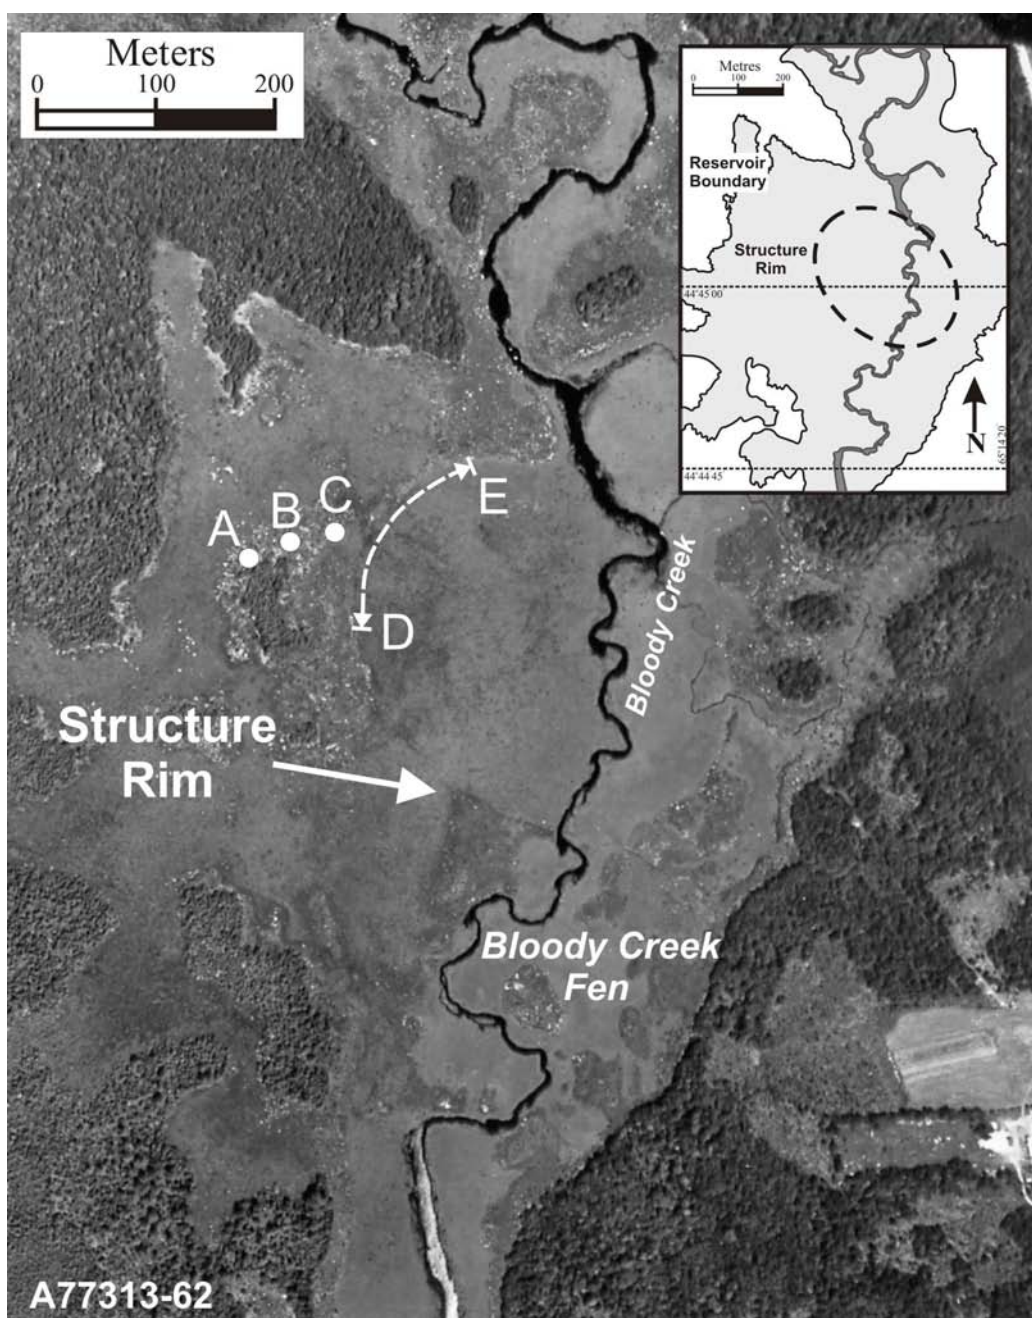 Meters
0 100 200
Metres
0 100 200
Reservoir
Boundary
Structure
Rim
44°45 00
N
65°14 20
44°44 45
A
B
C
D
E
Bloody Creek
Structure
Rim
Bloody Creek
Fen
A77313-62